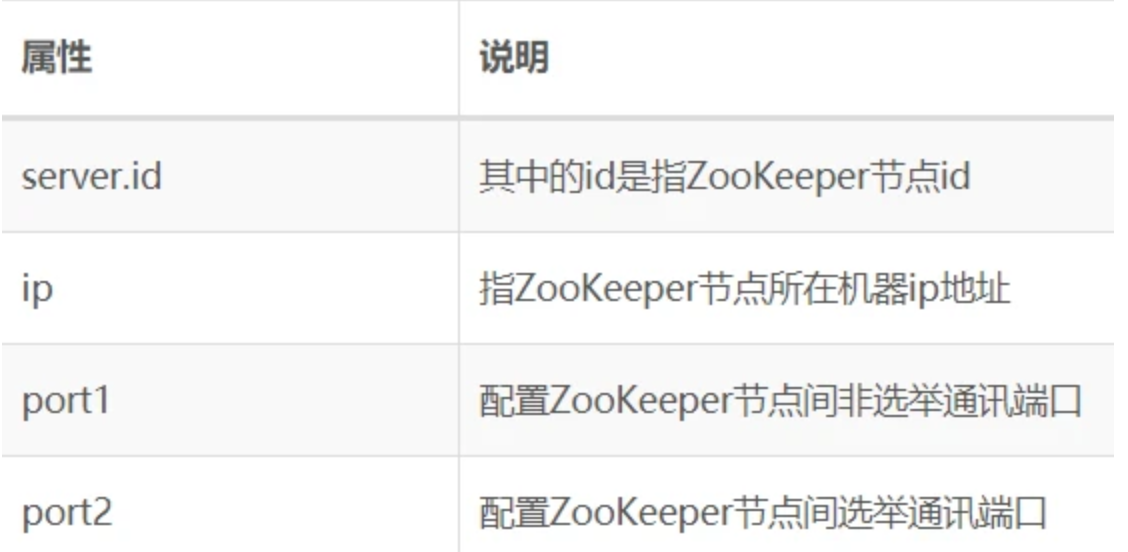 属性 说明
server.id 其中的id是指ZooKeeper节点id
ip 指ZooKeeper节点所在机器ip地址
port1 配置ZooKeeper节点间非选举通讯端口
port2 配置ZooKeeper节点间选举通讯端口